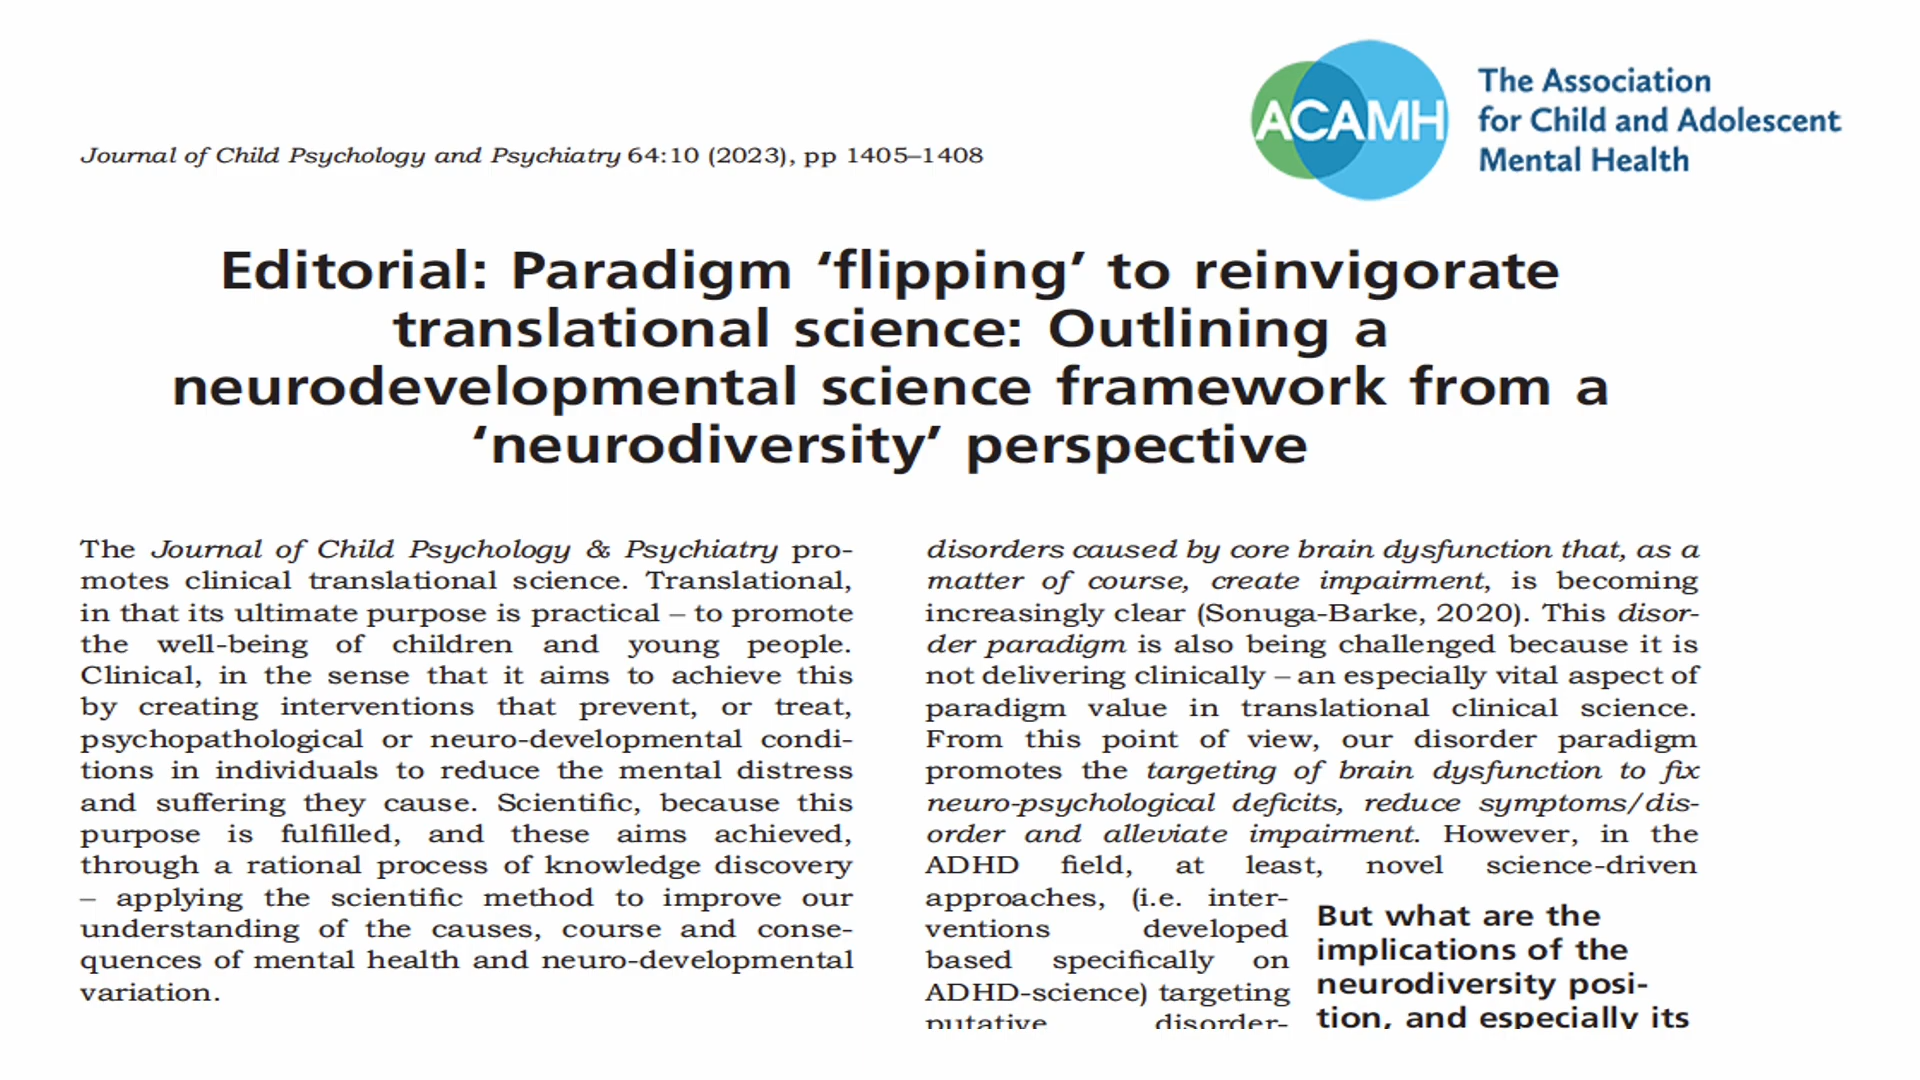 ACAMH
The Association
for Child and Adolescent
Mental Health
Journal of Child Psychology and Psychiatry 64:10 (2023), pp 1405–1408
Editorial: Paradigm ‘flipping’ to reinvigorate
translational science: Outlining a
neurodevelopmental science framework from a
‘neurodiversity’ perspective
The Journal of Child Psychology & Psychiatry pro-
motes clinical translational science. Translational,
in that its ultimate purpose is practical – to promote
the well-being of children and young people.
Clinical, in the sense that it aims to achieve this
by creating interventions that prevent, or treat,
psychopathological or neuro-developmental condi-
tions in individuals to reduce the mental distress
and suffering they cause. Scientific, because this
purpose is fulfilled, and these aims achieved,
through a rational process of knowledge discovery
– applying the scientific method to improve our
understanding of the causes, course and conse-
quences of mental health and neuro-developmental
variation.
disorders caused by core brain dysfunction that, as a
matter of course, create impairment, is becoming
increasingly clear (Sonuga-Barke, 2020). This disor-
der paradigm is also being challenged because it is
not delivering clinically – an especially vital aspect of
paradigm value in translational clinical science.
From this point of view, our disorder paradigm
promotes the targeting of brain dysfunction to fix
neuro-psychological deficits, reduce symptoms/dis-
order and alleviate impairment. However, in the
ADHD field, at least, novel science-driven
approaches, (i.e. inter-
ventions developed
based specifically on
ADHD-science) targeting
putative disorder-
But what are the
implications of the
neurodiversity posi-
tion, and especially its